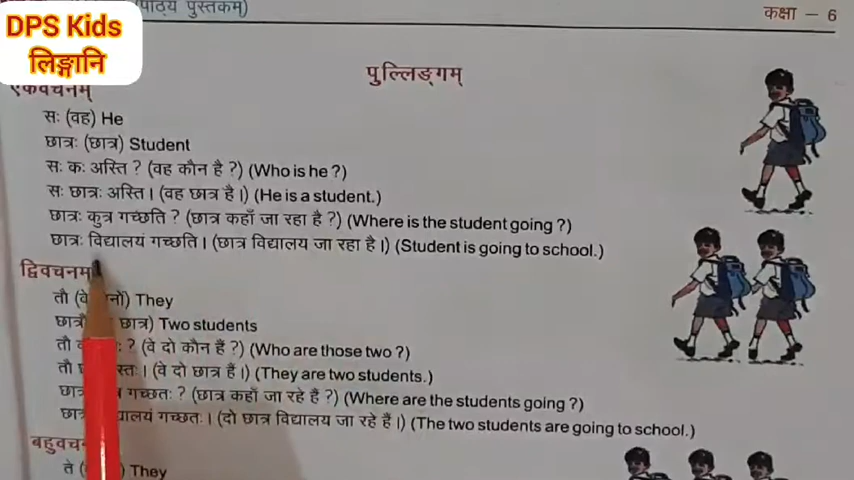 (पाठ्य पुस्तकम्)
कक्षा – 6
DPS Kids
लिङ्गानि
पुल्लिङ्गम्
एकवचनम्
सः (वह) He
छात्रः (छात्र) Student
सः कः अस्ति ? (वह कौन है ?) (Who is he ?)
सः छात्रः अस्ति । (वह छात्र है ।) (He is a student.)
छात्रः कुत्र गच्छति ? (छात्र कहाँ जा रहा है ?) (Where is the student going ?)
छात्रः विद्यालयं गच्छति । (छात्र विद्यालय जा रहा है ।) (Student is going to school.)
द्विवचनम्
तौ They
छात्र) Two students
तौ ? (वे दो कौन हैं ?) (Who are those two ?)
तौ (वे दो छात्र हैं ।) (They are two students.)
गच्छतः ? (छात्र कहाँ जा रहे हैं ?) (Where are the students going ?)
गच्छतः । (दो छात्र विद्यालय जा रहे हैं ।) (The two students are going to school.)
ते They